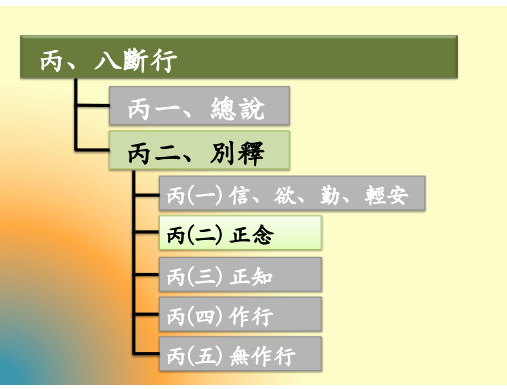 丙、八斷行
丙一、總說
丙二、別釋
丙(一)信、欲、勤、輕安
丙(二)正念
丙(三)正知
丙(四)作行
丙(五)無作行